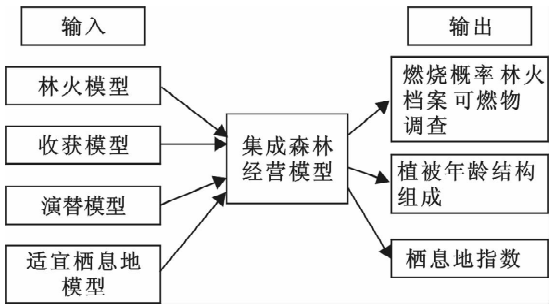 输入
输出
林火模型
收获模型
演替模型
适宜栖息地
模型
集成森林
经营模型
燃烧概率 林火
档案 可燃物
调查
植被年龄结构
组成
栖息地指数